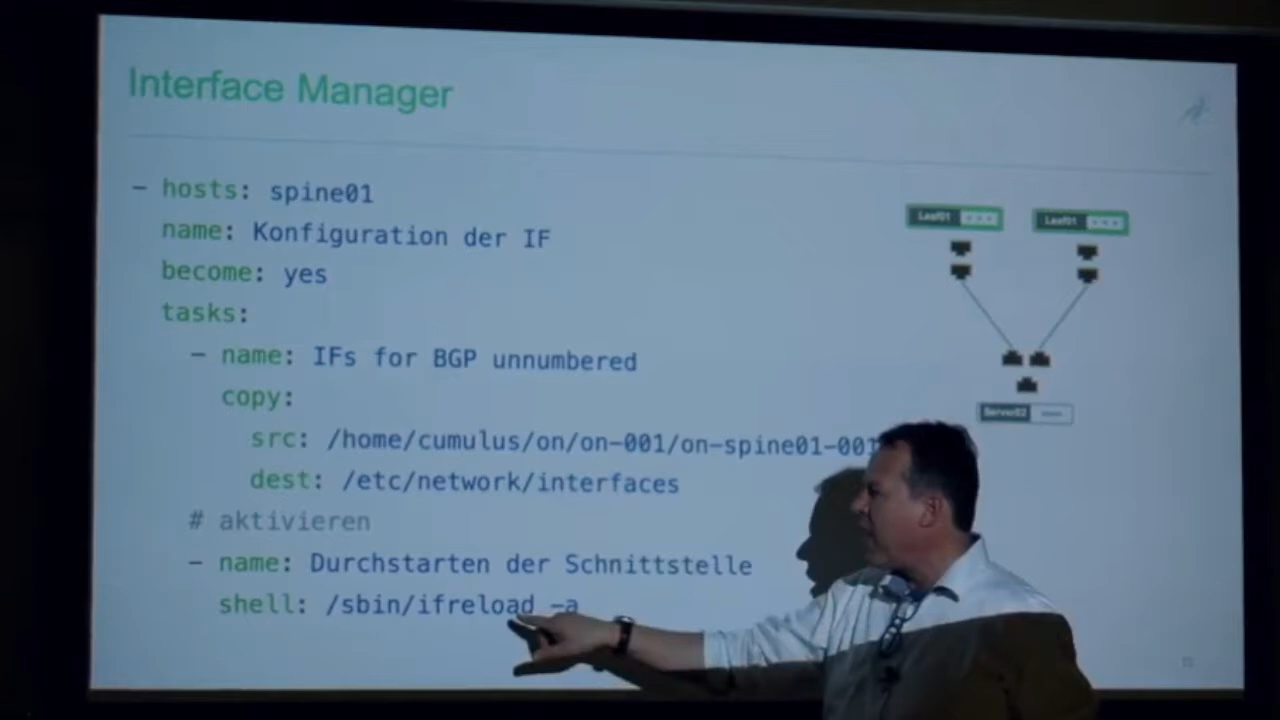 Interface Manager
- hosts: spine01
name: Konfiguration der IF
become: yes
tasks:
- name: IFs for BGP unnumbered
copy:
src: /home/cumulus/on/on-001/on-spine01-001
dest: /etc/network/interfaces
# aktivieren
- name: Durchstarten der Schnittstelle
shell: /sbin/ifreload -a
Leaf01
Leaf01
Server02